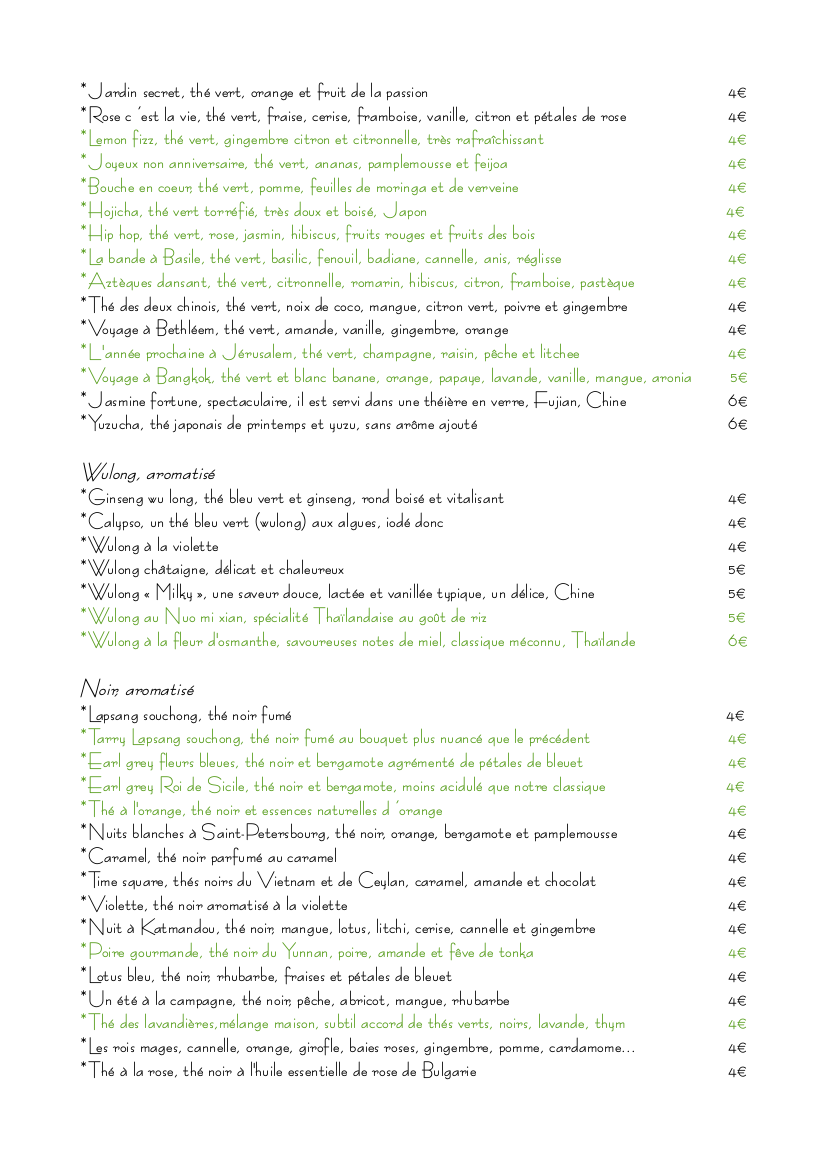 *Jardin secret, thé vert, orange et fruit de la passion 4€
*Rose c ´est la vie, thé vert, fraise, cerise, framboise, vanille, citron et pétales de rose 4€
*Lemon fizz, thé vert, gingembre citron et citronnelle, très rafraîchissant 4€
*Joyeux non anniversaire, thé vert, ananas, pamplemousse et feijoa 4€
*Bouche en coeur, thé vert, pomme, feuilles de moringa et de verveine 4€
*Hojicha, thé vert torréfié, très doux et boisé, Japon 4€
*Hip hop, thé vert, rose, jasmin, hibiscus, fruits rouges et fruits des bois 4€
*La bande à Basile, thé vert, basilic, fenouil, badiane, cannelle, anis, réglisse 4€
*Aztèques dansant, thé vert, citronnelle, romarin, hibiscus, citron, framboise, pastèque 4€
*Thé des deux chinois, thé vert, noix de coco, mangue, citron vert, poivre et gingembre 4€
*Voyage à Bethléem, thé vert, amande, vanille, gingembre, orange 4€
*L'année prochaine à Jérusalem, thé vert, champagne, raisin, pêche et litchee 4€
*Voyage à Bangkok, thé vert et blanc banane, orange, papaye, lavande, vanille, mangue, aronia 5€
*Jasmine fortune, spectaculaire, il est servi dans une théière en verre, Fujian, Chine 6€
*Yuzucha, thé japonais de printemps et yuzu, sans arôme ajouté 6€
Wulong, aromatisé
*Ginseng wu long, thé bleu vert et ginseng, rond boisé et vitalisant 4€
*Calypso, un thé bleu vert (wulong) aux algues, iodé donc 4€
*Wulong à la violette 4€
*Wulong châtaigne, délicat et chaleureux 5€
*Wulong « Milky », une saveur douce, lactée et vanillée typique, un délice, Chine 5€
*Wulong au Nuo mi xian, spécialité Thaïlandaise au goût de riz 5€
*Wulong à la fleur d'osmanthe, savoureuses notes de miel, classique méconnu, Thaïlande 6€
Noir, aromatisé
*Lapsang souchong, thé noir fumé 4€
*Tarry Lapsang souchong, thé noir fumé au bouquet plus nuancé que le précédent 4€
*Earl grey fleurs bleues, thé noir et bergamote agrémenté de pétales de bleuet 4€
*Earl grey Roi de Sicile, thé noir et bergamote, moins acidulé que notre classique 4€
*Thé à l'orange, thé noir et essences naturelles d ´orange 4€
*Nuits blanches à Saint-Petersbourg, thé noir, orange, bergamote et pamplemousse 4€
*Caramel, thé noir parfumé au caramel 4€
*Time square, thés noirs du Vietnam et de Ceylan, caramel, amande et chocolat 4€
*Violette, thé noir aromatisé à la violette 4€
*Nuit à Katmandou, thé noir, mangue, lotus, litchi, cerise, cannelle et gingembre 4€
*Poire gourmande, thé noir du Yunnan, poire, amande et fêve de tonka 4€
*Lotus bleu, thé noir, rhubarbe, fraises et pétales de bleuet 4€
*Un été à la campagne, thé noir, pêche, abricot, mangue, rhubarbe 4€
*Thé des lavandières,mélange maison, subtil accord de thés verts, noirs, lavande, thym 4€
*Les rois mages, cannelle, orange, girofle, baies roses, gingembre, pomme, cardamome... 4€
*Thé à la rose, thé noir à l'huile essentielle de rose de Bulgarie 4€